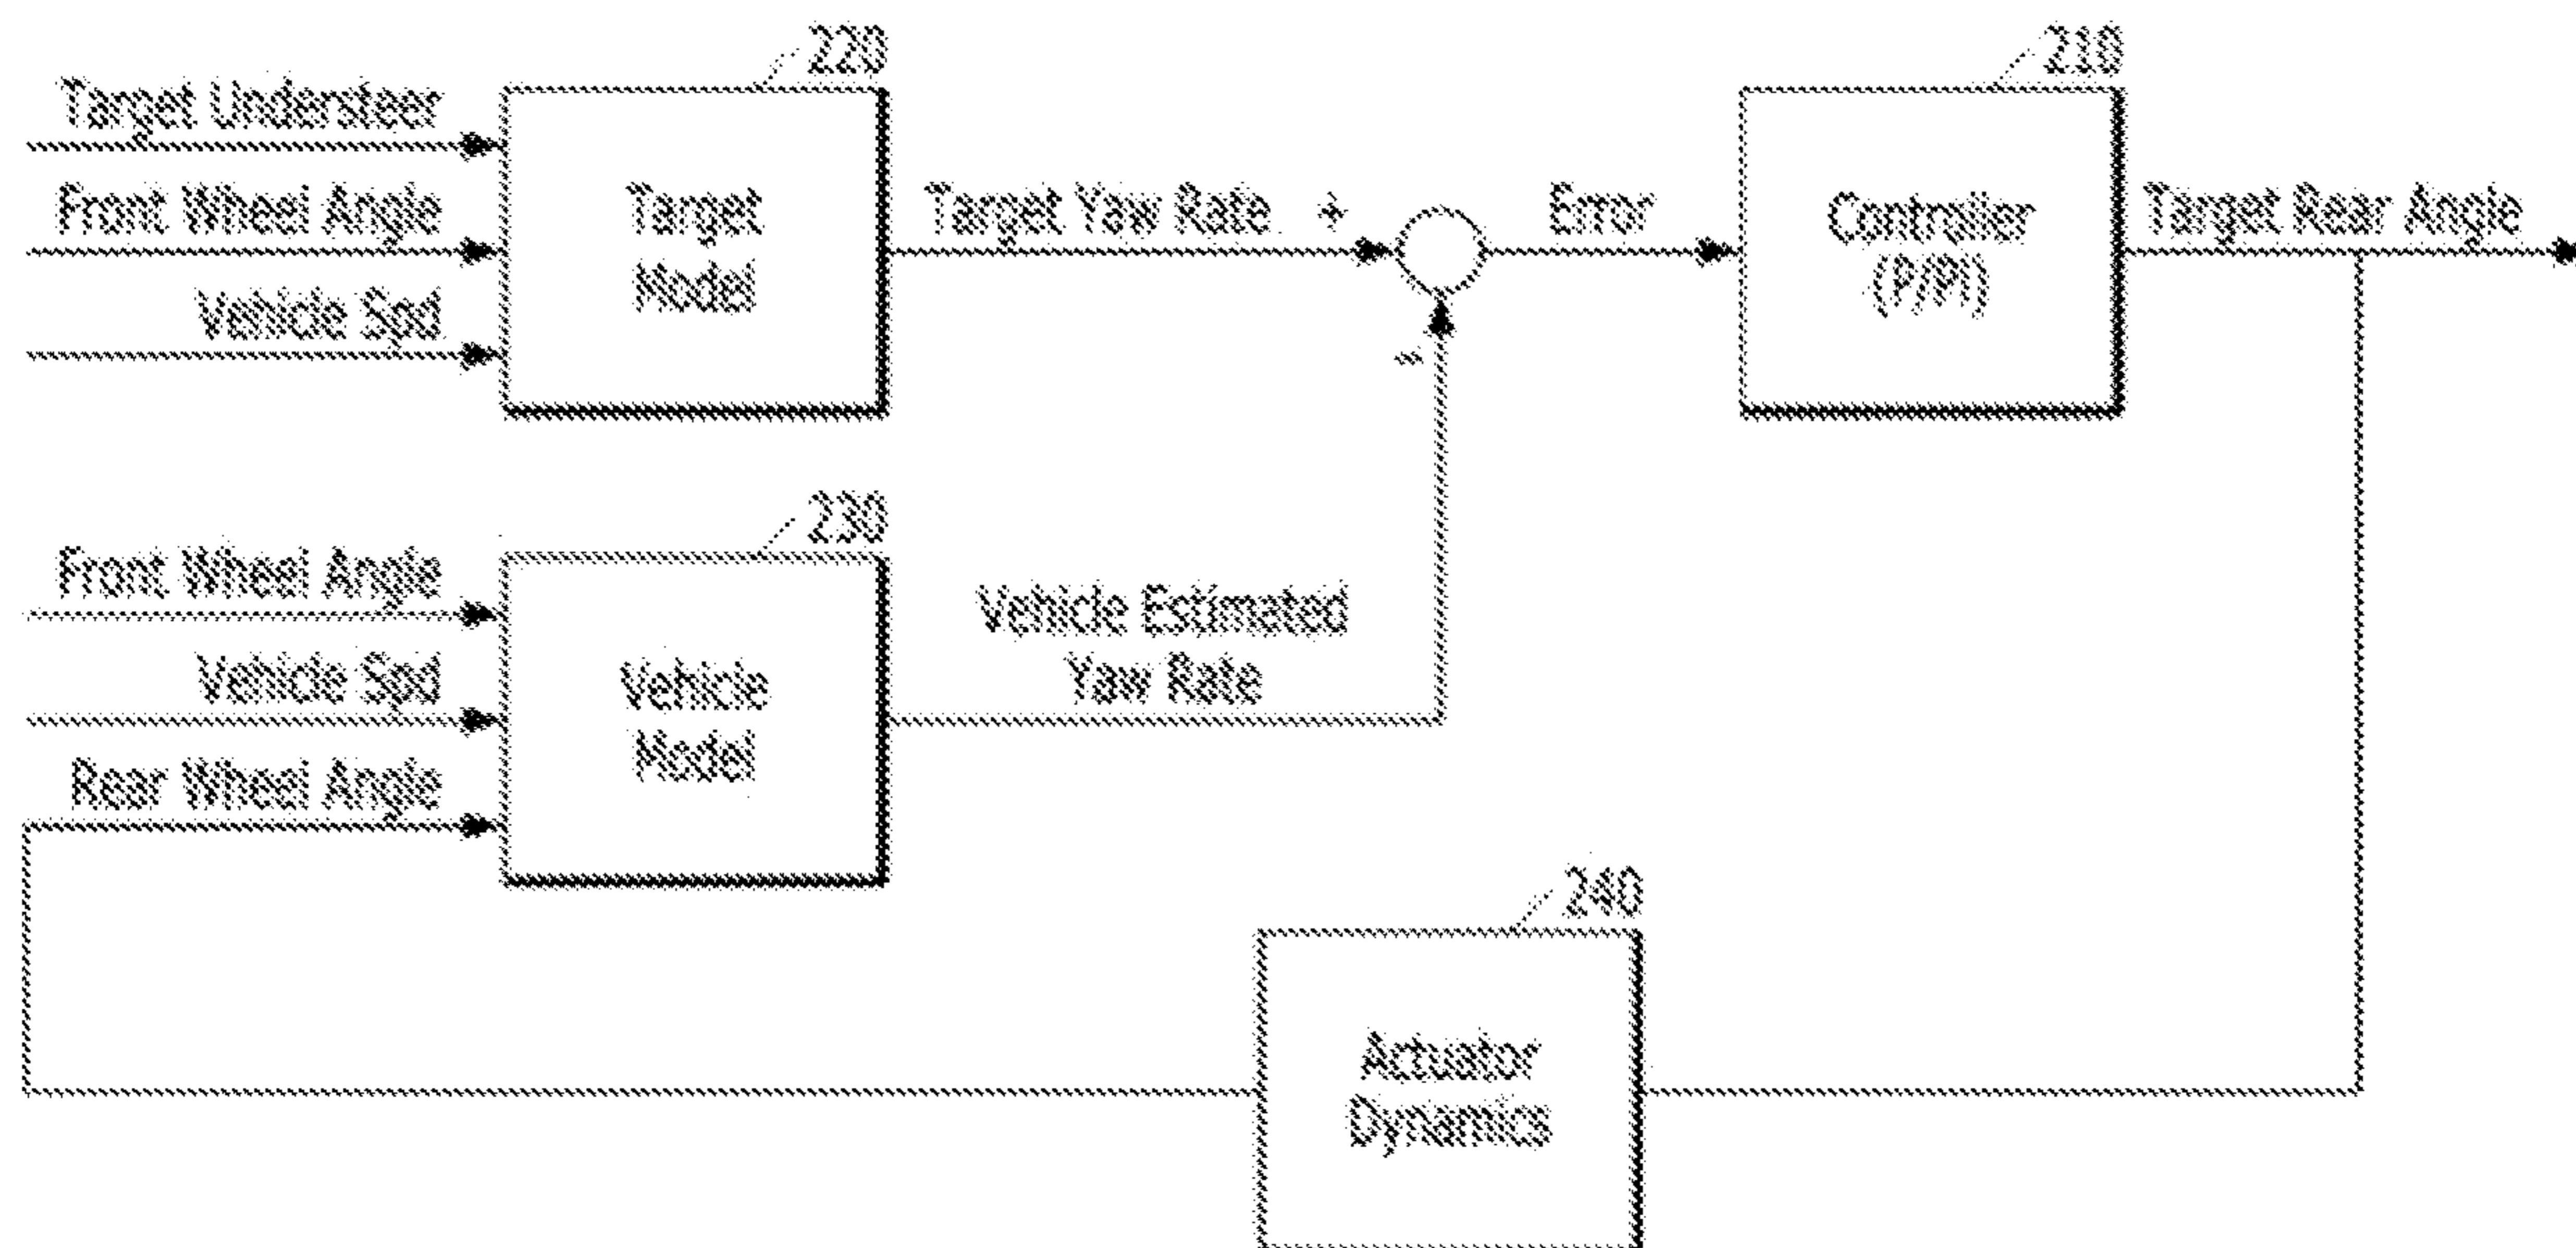 220
210
Target Understeer
Front Wheel Angle
Vehicle Spd
Target
Model
Target Yaw Rate
+
Error
Controller
(P/PI)
Target Rear Angle
-
230
Front Wheel Angle
Vehicle Spd
Rear Wheel Angle
Vehicle
Model
Vehicle Estimated
Yaw Rate
240
Actuator
Dynamics